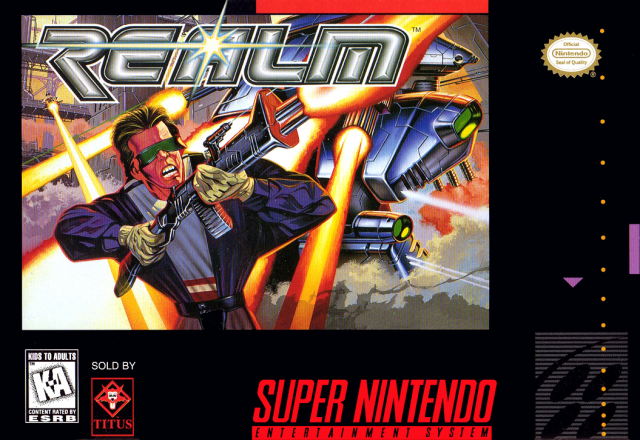 REALM™
Official
Nintendo
Seal of Quality
®
KIDS TO ADULTS
™
KA
CONTENT RATED BY
ESRB
SOLD BY
TITUS
SUPER NINTENDO
ENTERTAINMENT SYSTEM